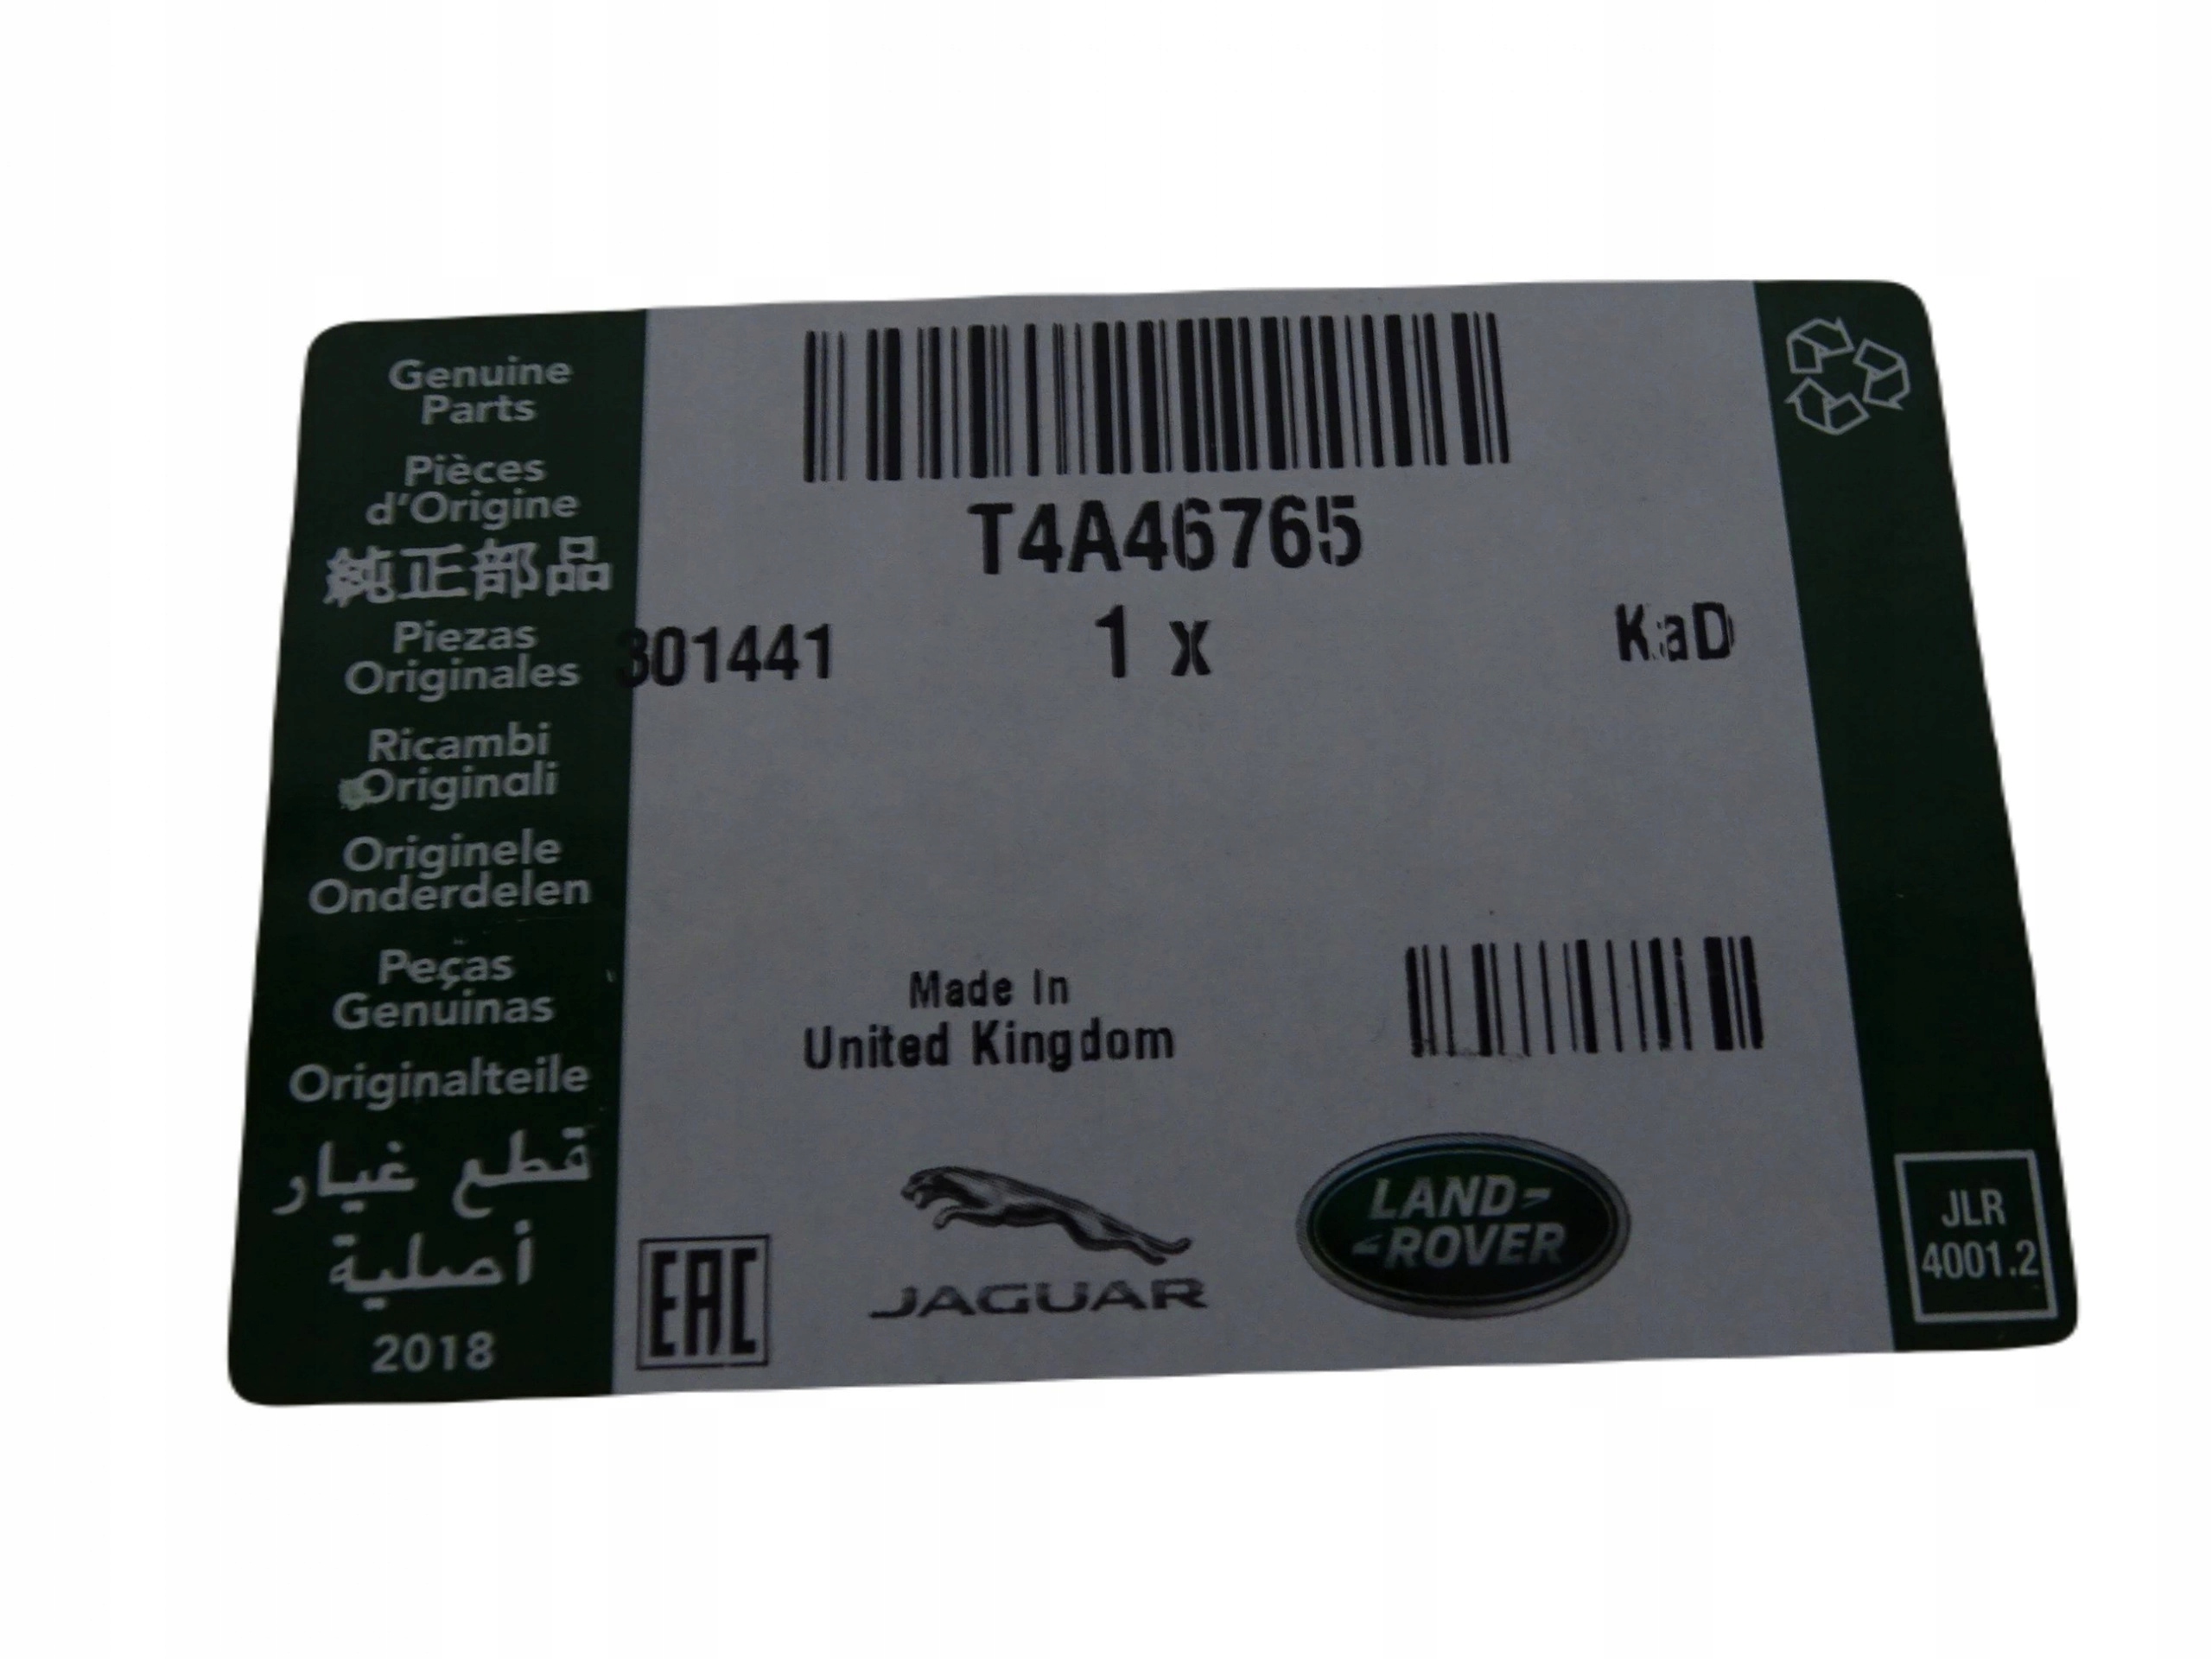 Genuine
Parts
Pièces
d'Origine
純正部品
Piezas
Originales
Ricambi
Originali
Originele
Onderdelen
Peças
Genuínas
Originalteile
قطع غيار
أصلية
2018
T4A46765
301441 1 x KaD
Made In
United Kingdom
EAC
JAGUAR
LAND-
-ROVER
JLR
4001.2